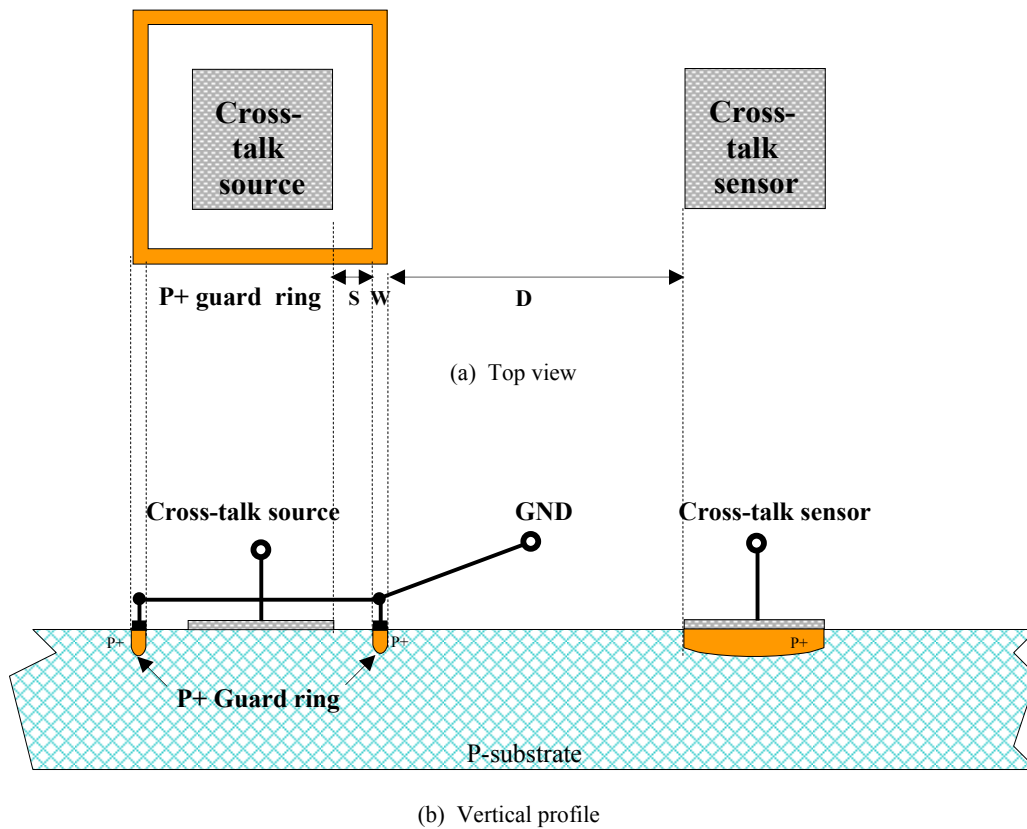 Cross-
talk
source
Cross-
talk
sensor
P+ guard ring
S
W
D
(a) Top view
Cross-talk source
GND
Cross-talk sensor
P+
P+
P+
P+ Guard ring
P-substrate
(b) Vertical profile